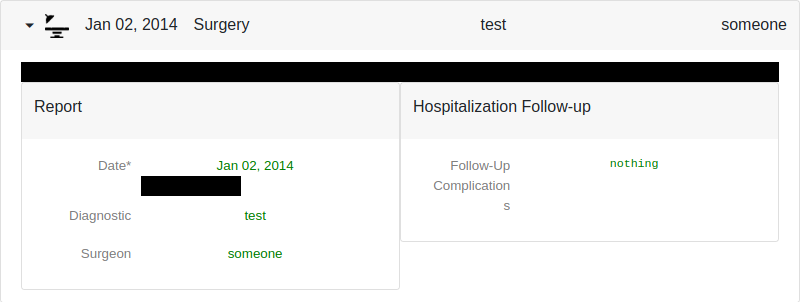 Jan 02, 2014 Surgery test someone
Report
Date* Jan 02, 2014
Diagnostic test
Surgeon someone
Hospitalization Follow-up
Follow-Up nothing
Complication
s